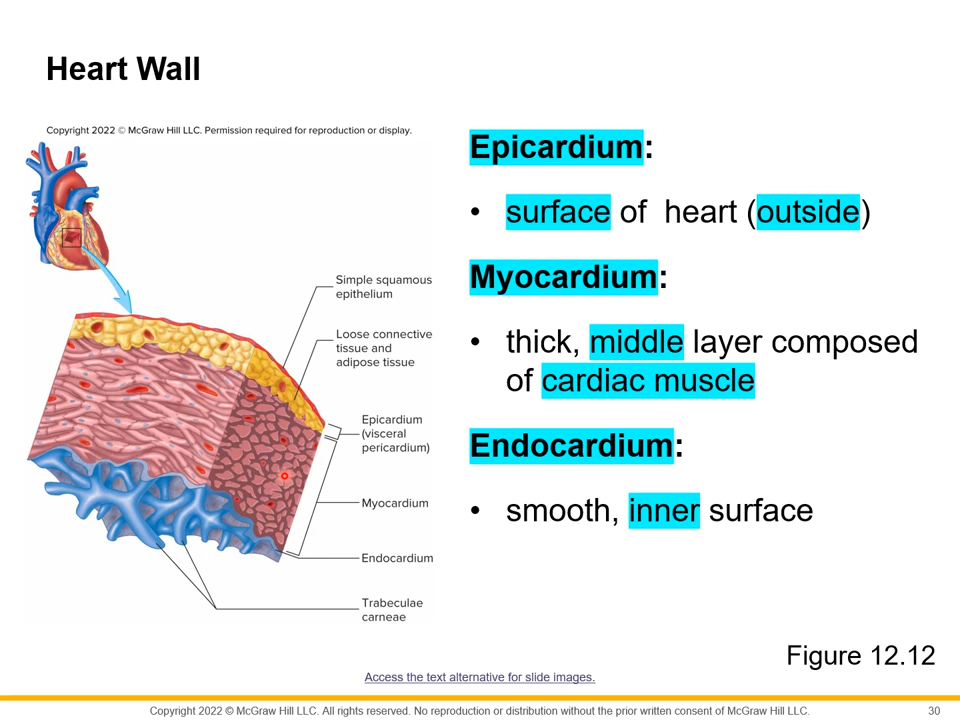 Heart Wall
Copyright 2022 © McGraw Hill LLC. Permission required for reproduction or display.
Simple squamous
epithelium
Loose connective
tissue and
adipose tissue
Epicardium
(visceral
pericardium)
Myocardium
Endocardium
Trabeculae
carneae
Epicardium:
• surface of heart (outside)
Myocardium:
• thick, middle layer composed
of cardiac muscle
Endocardium:
• smooth, inner surface
Figure 12.12
Access the text alternative for slide images.
Copyright 2022 © McGraw Hill LLC. All rights reserved. No reproduction or distribution without the prior written consent of McGraw Hill LLC.
30